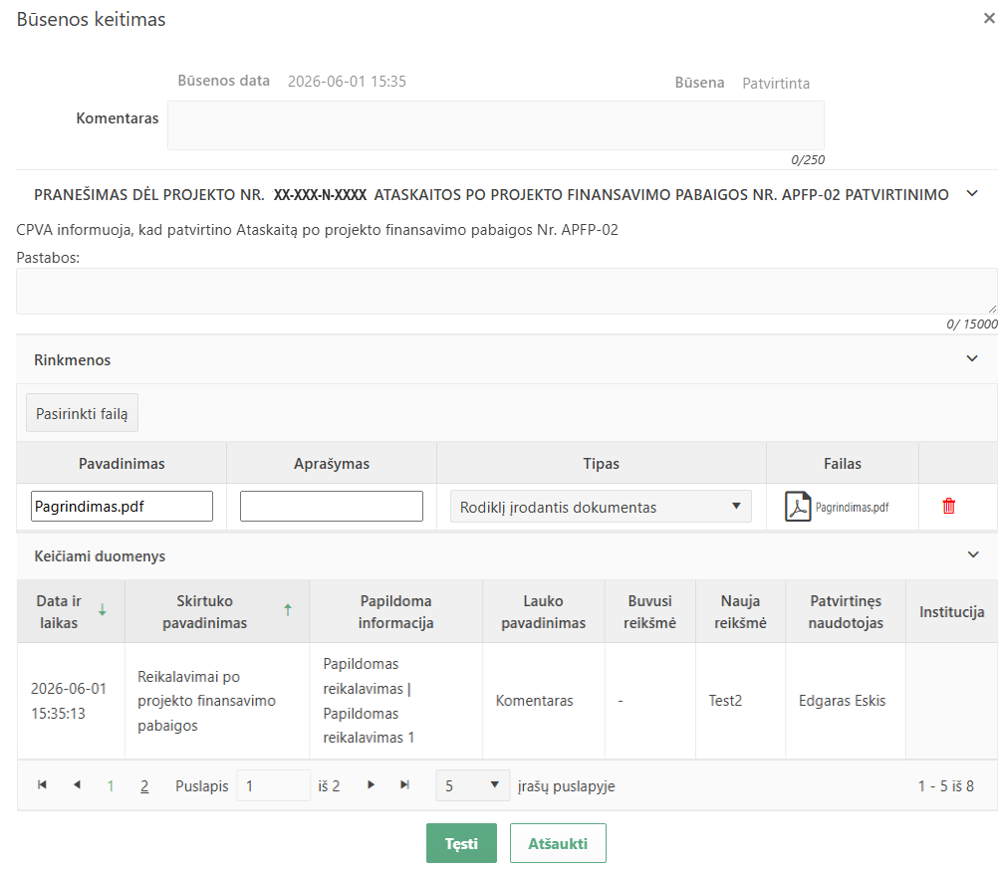 Būsenos keitimas
Būsenos data 2026-06-01 15:35 Būsena Patvirtinta
Komentaras
0/250
PRANEŠIMAS DĖL PROJEKTO NR. XX-XXX-N-XXXX ATASKAITOS PO PROJEKTO FINANSAVIMO PABAIGOS NR. APFP-02 PATVIRTINIMO
CPVA informuoja, kad patvirtino Ataskaitą po projekto finansavimo pabaigos Nr. APFP-02
Pastabos:
0/ 15000
Rinkmenos
Pasirinkti failą
Pavadinimas Aprašymas Tipas Failas
Pagrindimas.pdf Rodiklį įrodantis dokumentas Pagrindimas.pdf
Keičiami duomenys
Data ir laikas Skirtuko pavadinimas Papildoma informacija Lauko pavadinimas Buvusi reikšmė Nauja reikšmė Patvirtinęs naudotojas Institucija
2026-06-01 15:35:13 Reikalavimai po projekto finansavimo pabaigos Papildomas reikalavimas | Papildomas reikalavimas 1 Komentaras - Test2 Edgaras Eskis
1 2 Puslapis 1 iš 2 5 įrašų puslapyje 1 - 5 iš 8
Tęsti Atšaukti